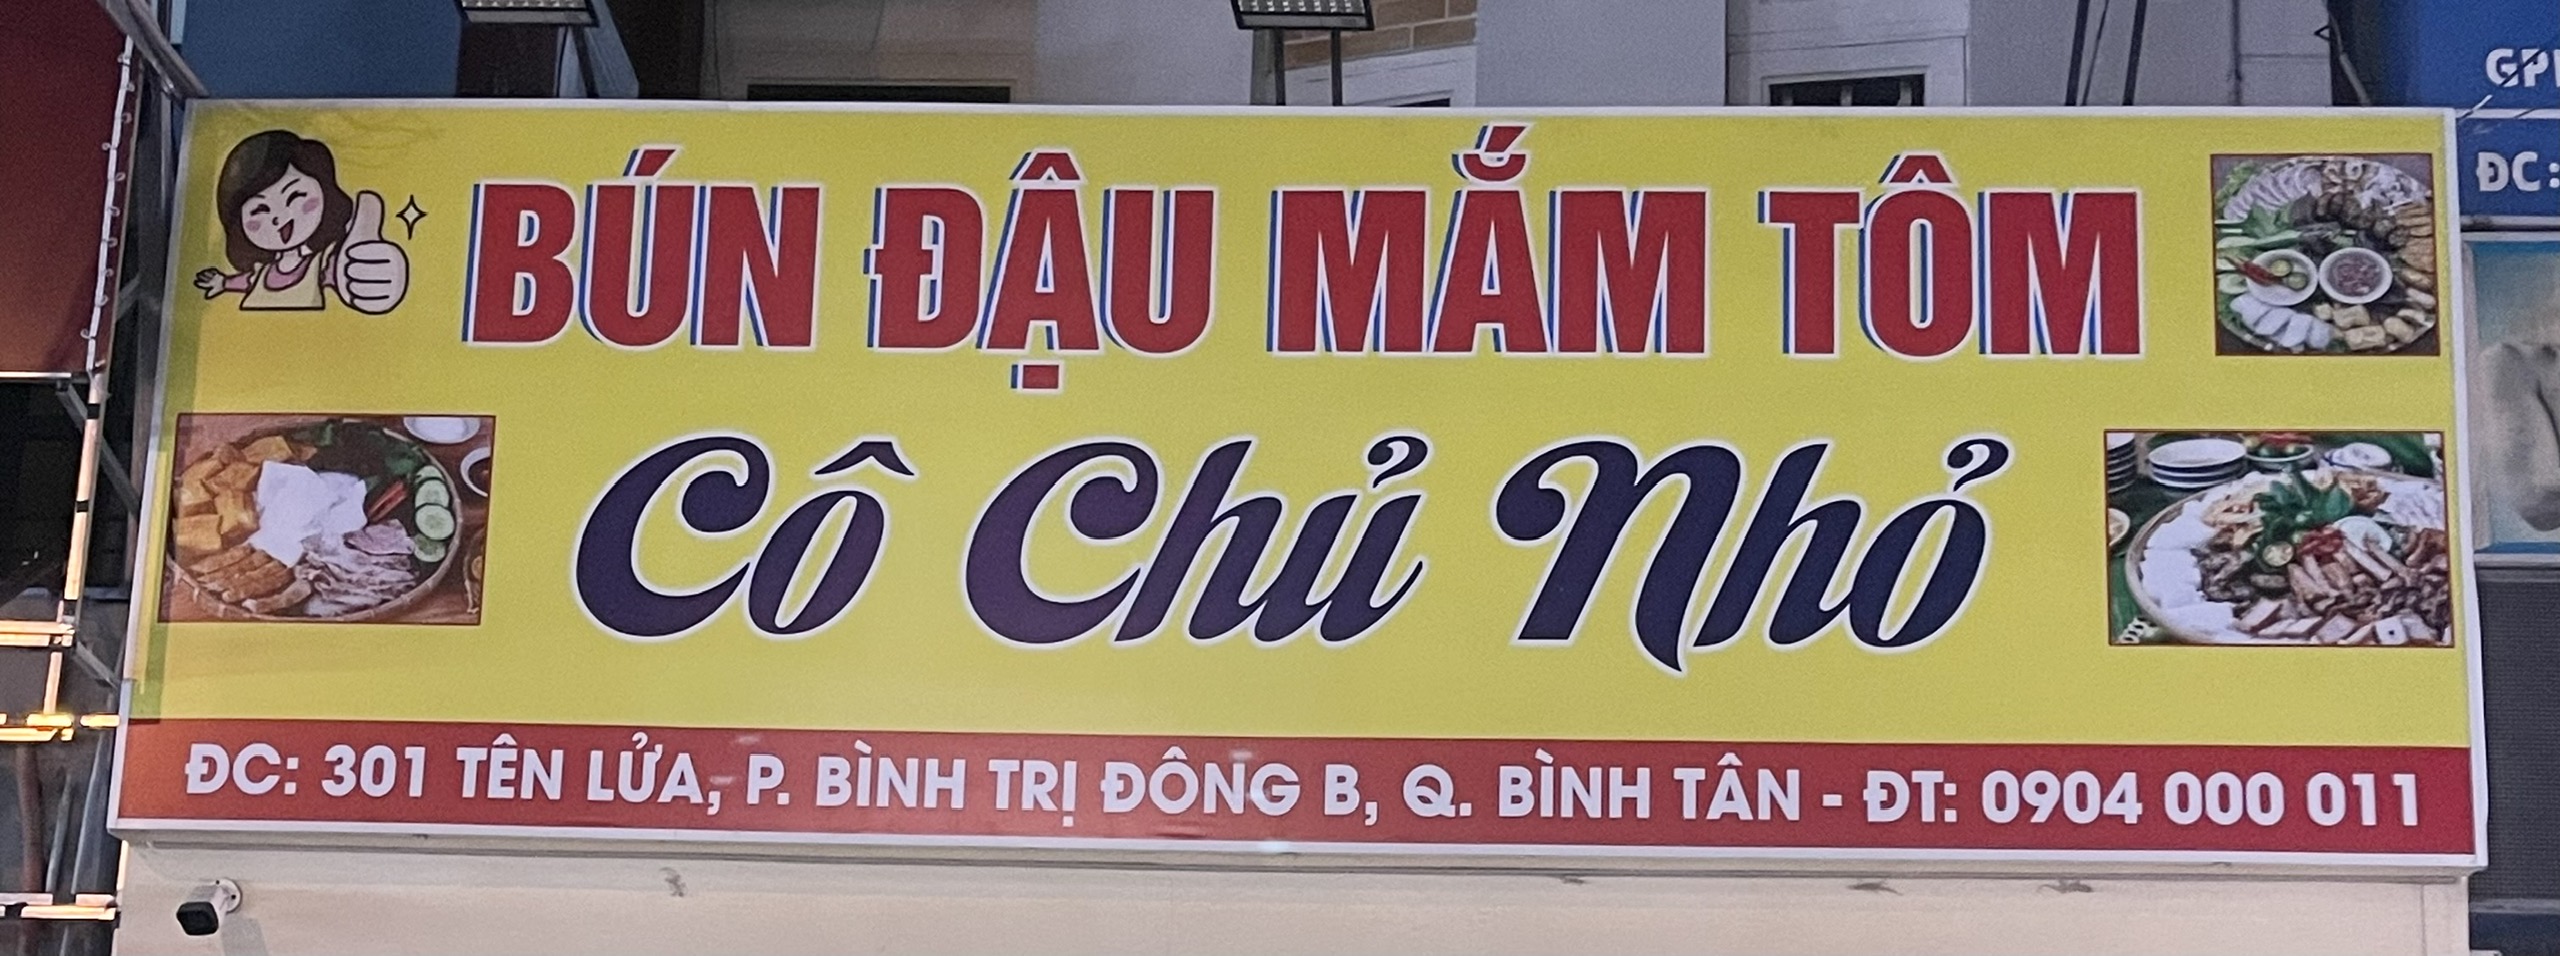 BÚN ĐẬU MẮM TÔM
Cô Chủ Nhỏ
ĐC: 301 TÊN LỬA, P. BÌNH TRỊ ĐÔNG B, Q. BÌNH TÂN - ĐT: 0904 000 011
ĐC: